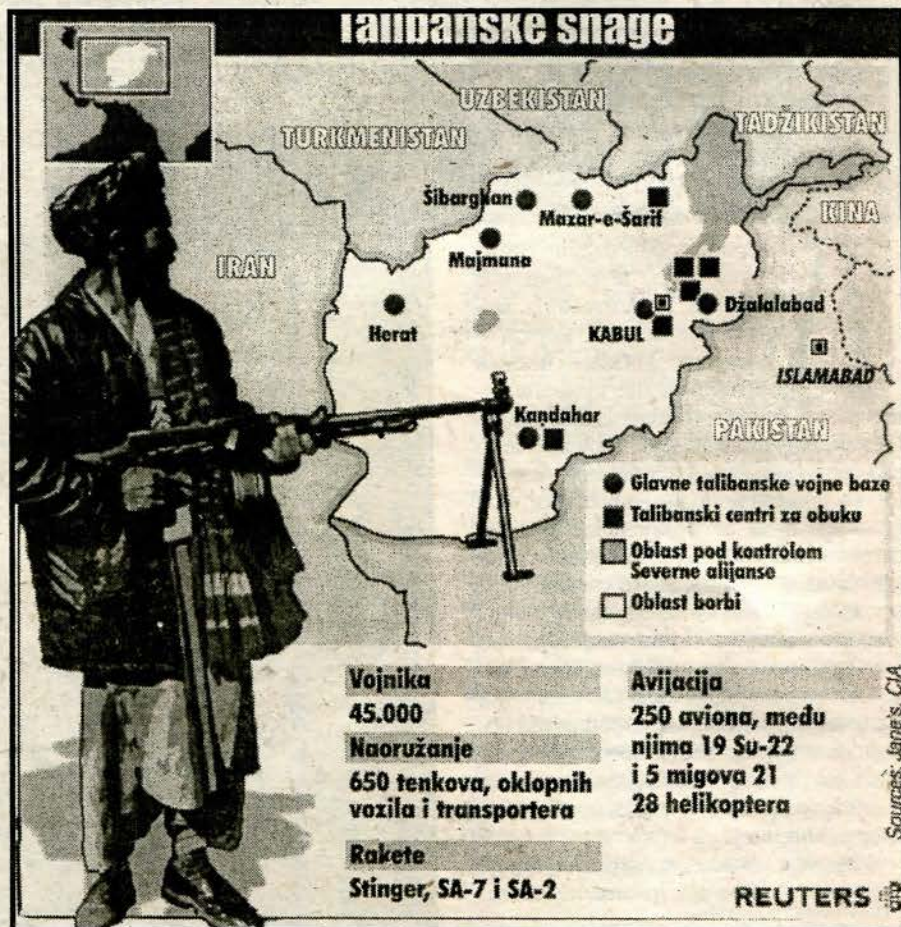 Talibanske snage
UZBEKISTAN
TURKMENISTAN
TADŽIKISTAN
KINA
IRAN
Šibarghan
Mazar-e-Šarif
Majmana
Herat
KABUL
Džalalabad
ISLAMABAD
Kandahar
PAKISTAN
Glavne talibanske vojne baze
Talibanski centri za obuku
Oblast pod kontrolom
Severne alijanse
Oblast borbi
Vojnika
45.000
Naoružanje
650 tenkova, oklopnih
vozila i transportera
Rakete
Stinger, SA-7 i SA-2
Avijacija
250 aviona, među
njima 19 Su-22
i 5 migova 21
28 helikoptera
Sources: Jane's, CIA
REUTERS